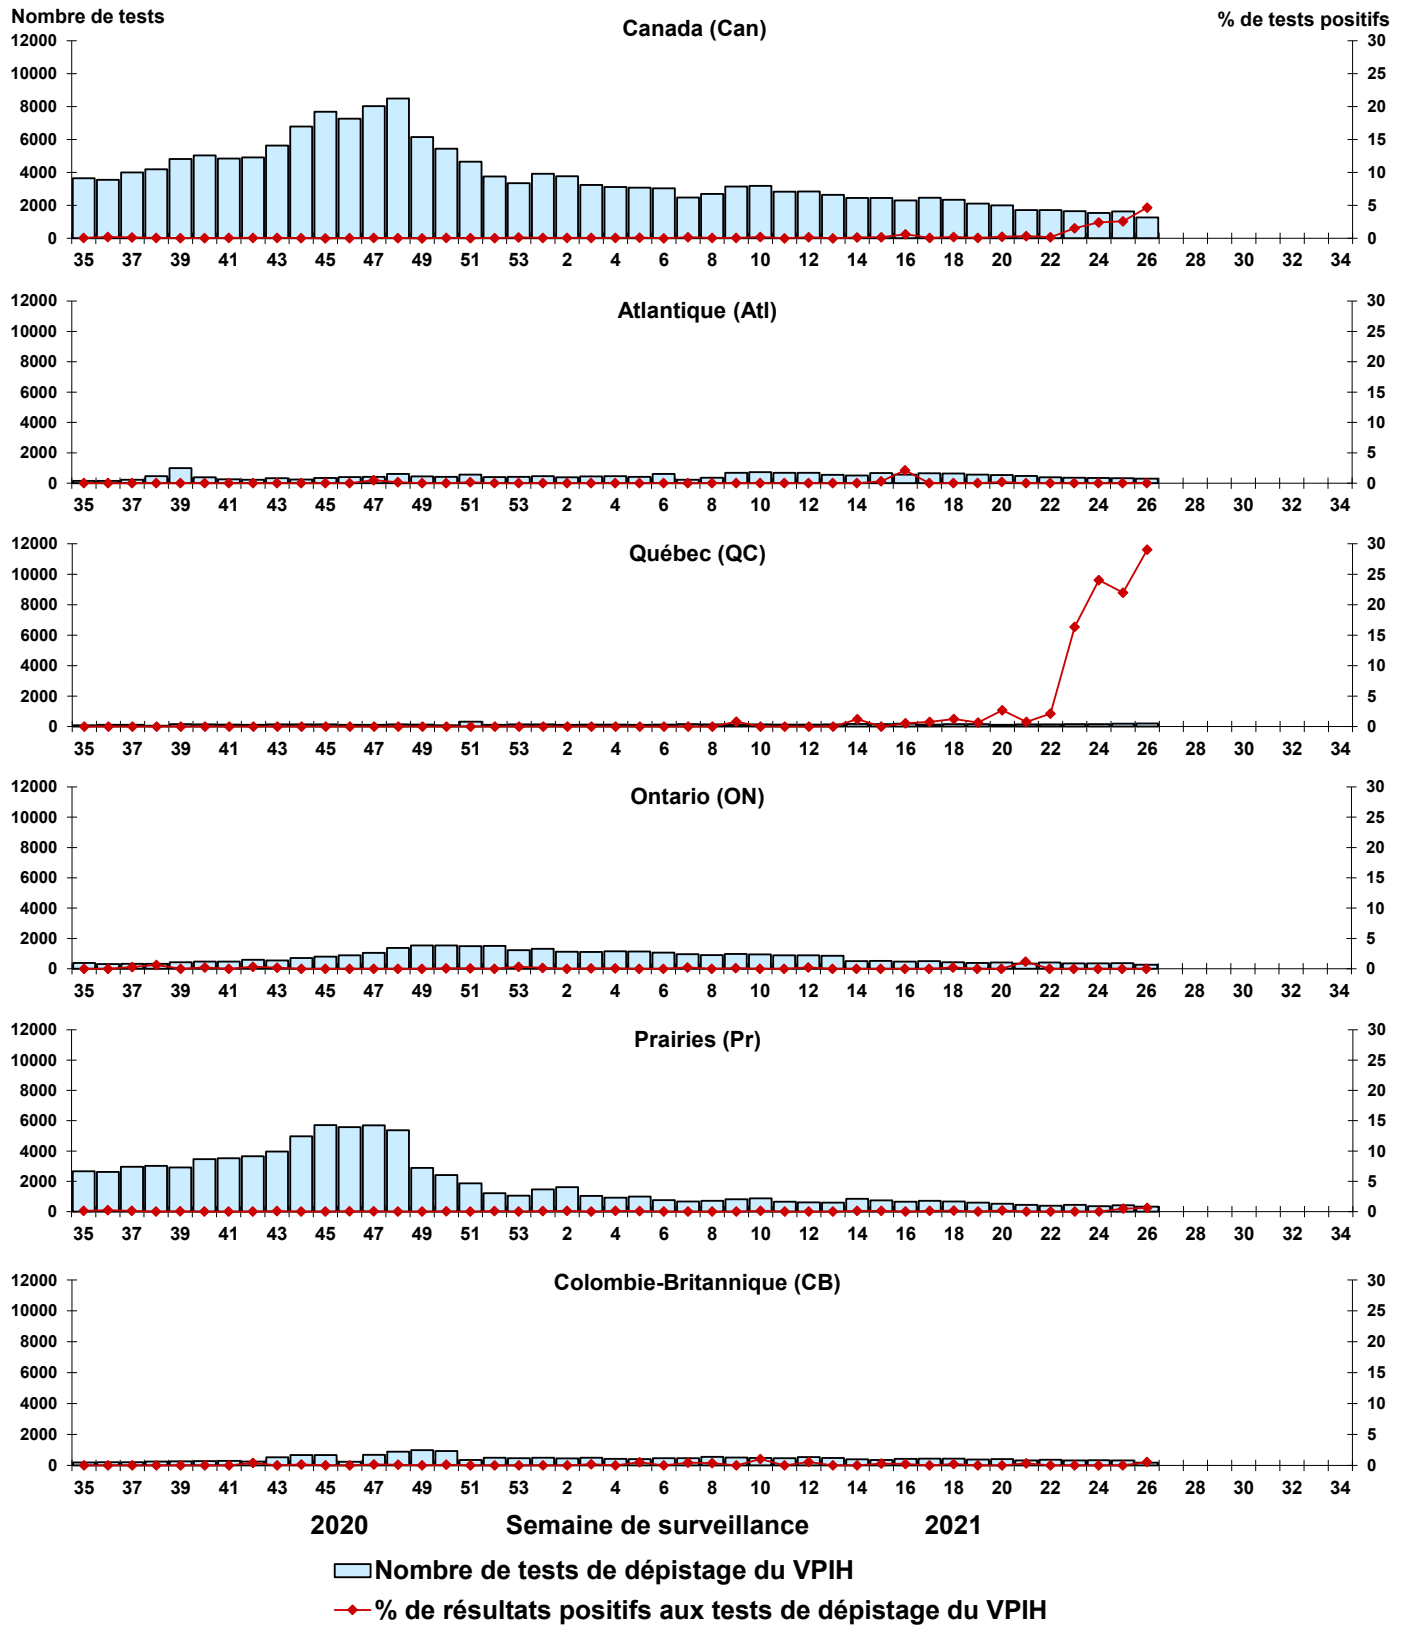 Nombre de tests
% de tests positifs
Canada (Can)
12000 30
10000 25
8000 20
6000 15
4000 10
2000 5
0 0
35 37 39 41 43 45 47 49 51 53 2 4 6 8 10 12 14 16 18 20 22 24 26 28 30 32 34
Atlantique (Atl)
12000 30
10000 25
8000 20
6000 15
4000 10
2000 5
0 0
35 37 39 41 43 45 47 49 51 53 2 4 6 8 10 12 14 16 18 20 22 24 26 28 30 32 34
Québec (QC)
12000 30
10000 25
8000 20
6000 15
4000 10
2000 5
0 0
35 37 39 41 43 45 47 49 51 53 2 4 6 8 10 12 14 16 18 20 22 24 26 28 30 32 34
Ontario (ON)
12000 30
10000 25
8000 20
6000 15
4000 10
2000 5
0 0
35 37 39 41 43 45 47 49 51 53 2 4 6 8 10 12 14 16 18 20 22 24 26 28 30 32 34
Prairies (Pr)
12000 30
10000 25
8000 20
6000 15
4000 10
2000 5
0 0
35 37 39 41 43 45 47 49 51 53 2 4 6 8 10 12 14 16 18 20 22 24 26 28 30 32 34
Colombie-Britannique (CB)
12000 30
10000 25
8000 20
6000 15
4000 10
2000 5
0 0
35 37 39 41 43 45 47 49 51 53 2 4 6 8 10 12 14 16 18 20 22 24 26 28 30 32 34
2020 Semaine de surveillance 2021
Nombre de tests de dépistage du VPIH
% de résultats positifs aux tests de dépistage du VPIH